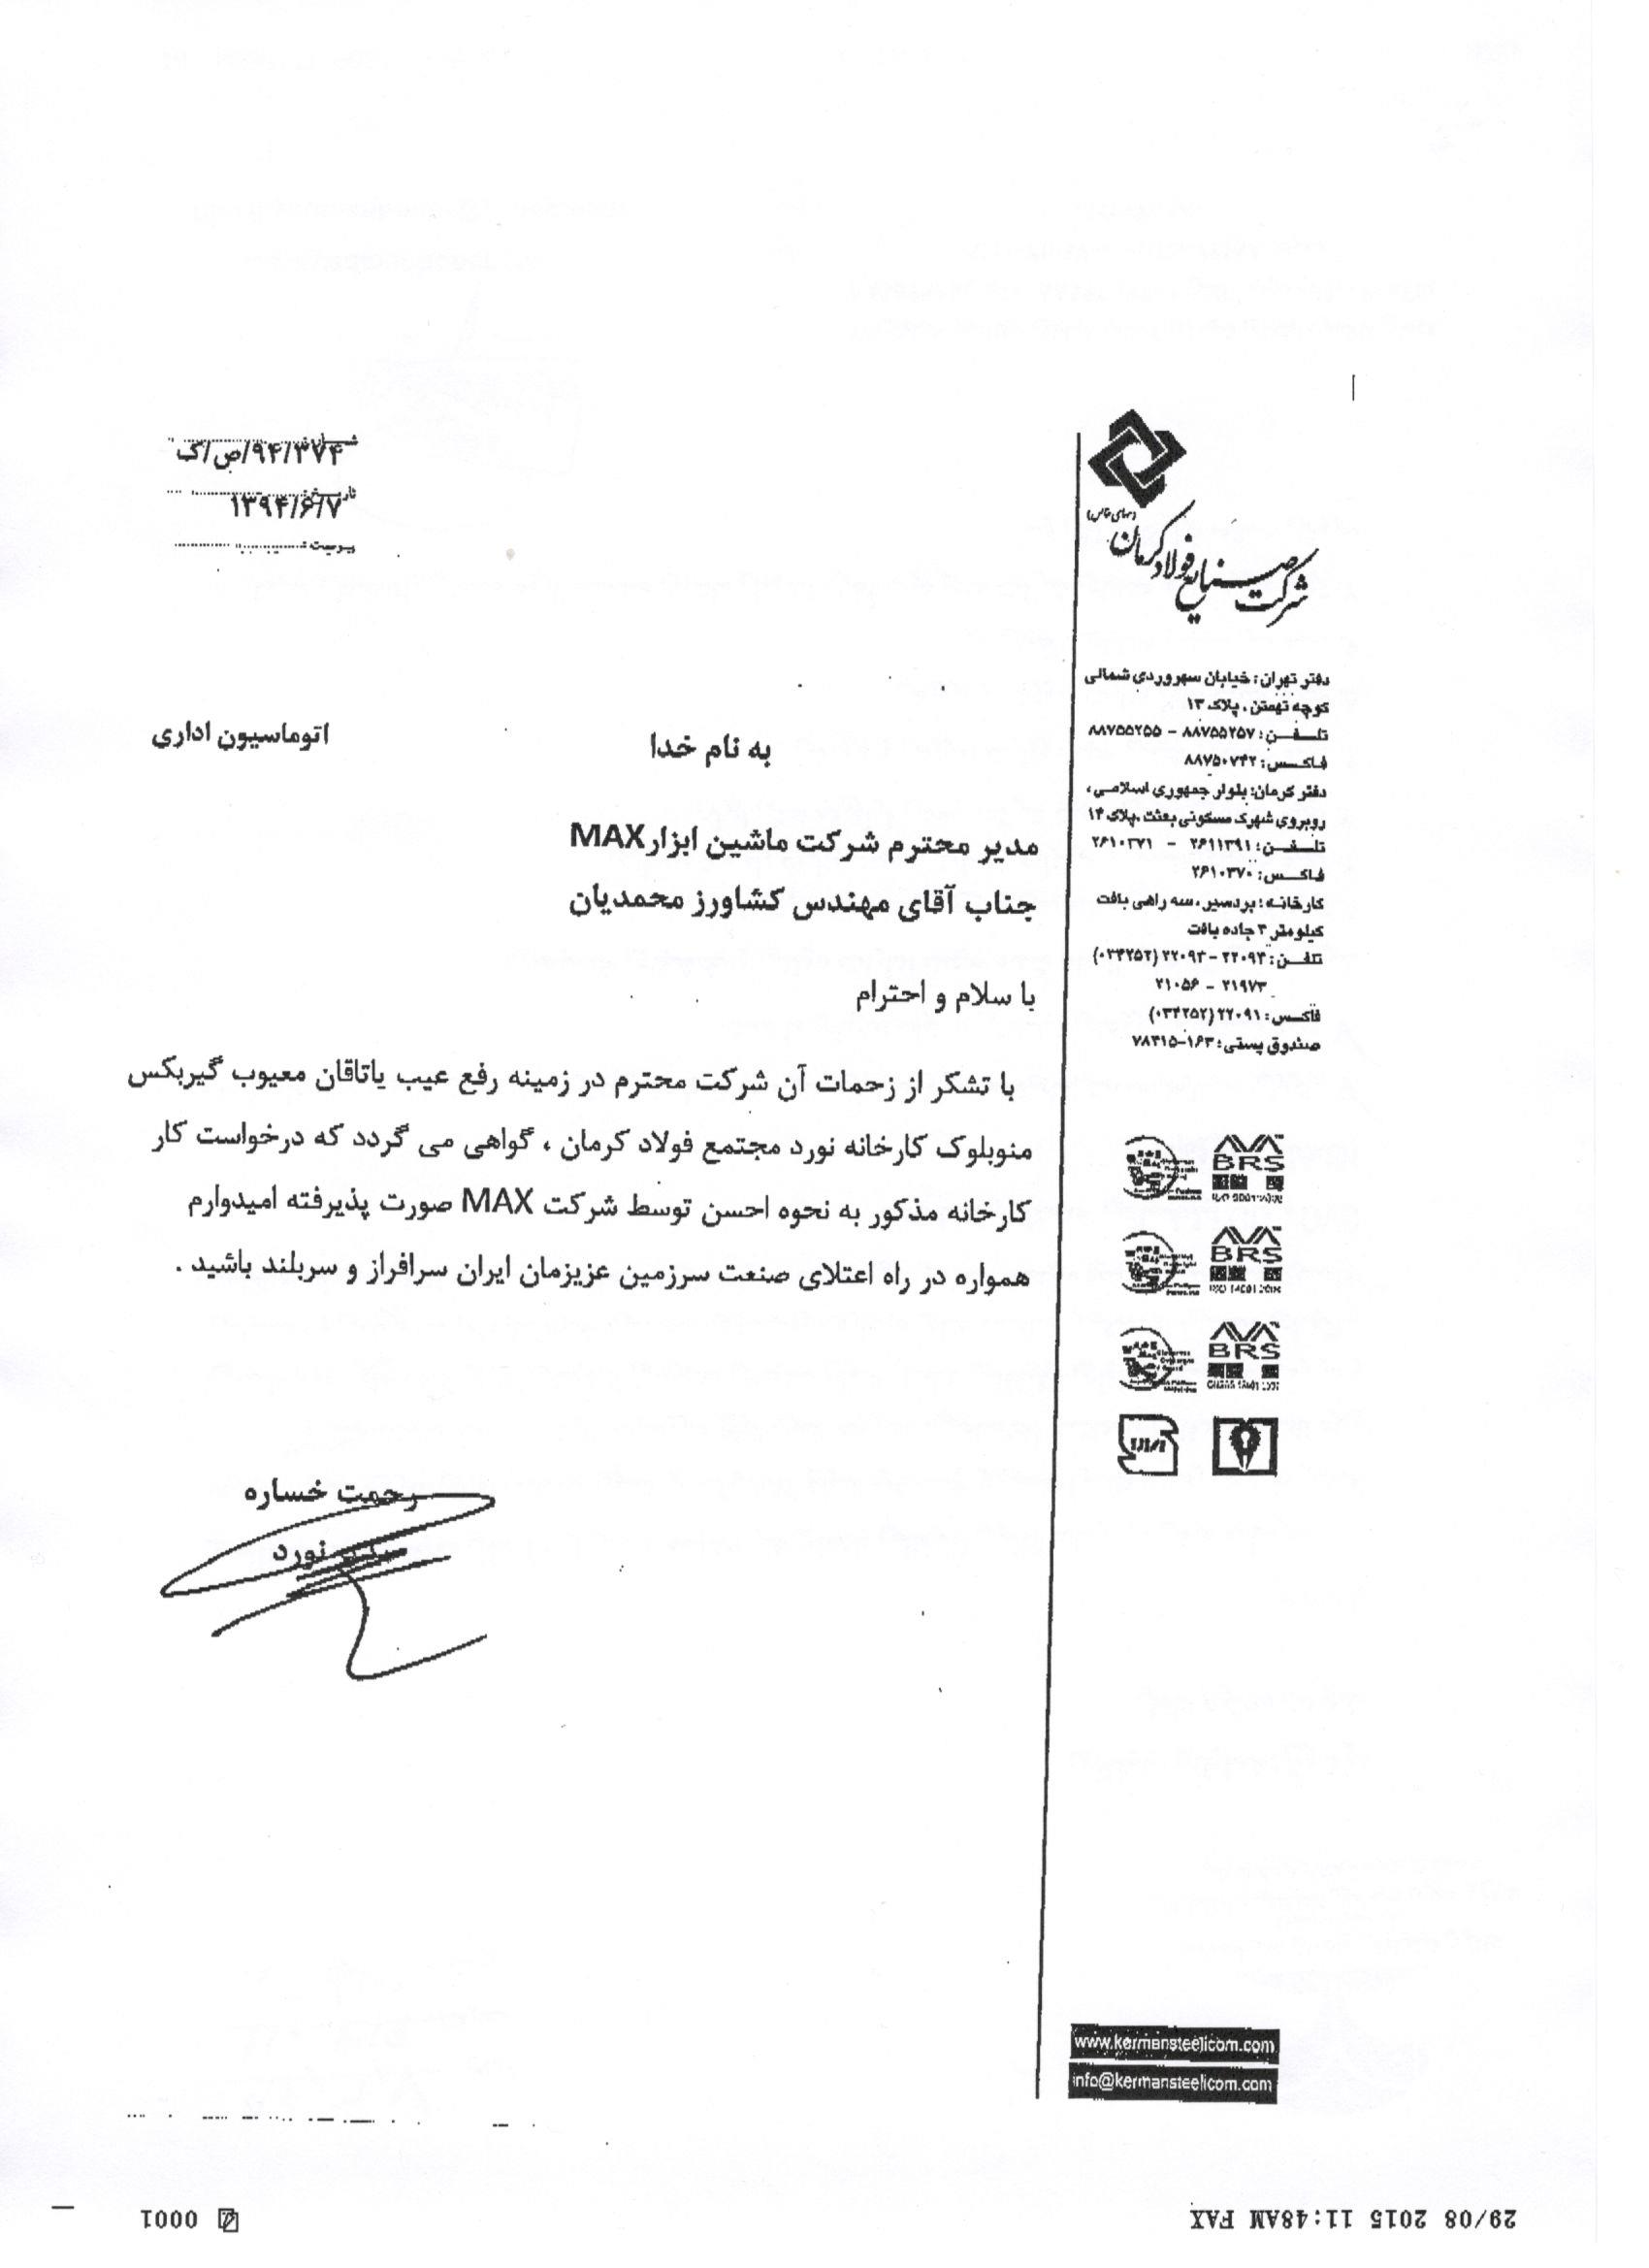 شماره:
۹۴/۳۷۴/ص/ک
تاریخ:
۱۳۹۴/۶/۷
پیوست:
(سهامی خاص)
شرکت صنایع فولاد کرمان
دفتر تهران: خیابان سهروردی شمالی
کوچه تهمتن، پلاک ۱۳
تلفن: ۸۸۷۵۵۲۵۷ - ۸۸۷۵۵۲۵۵
فاکس: ۸۸۷۵۰۷۴۲
دفتر کرمان: بلوار جمهوری اسلامی،
روبروی شهرک مسکونی بعثت، پلاک ۱۴
تلفن: ۲۶۱۱۳۹۱ - ۲۶۱۰۳۷۱
فاکس: ۲۶۱۰۳۷۰
کارخانه: بردسیر، سه راهی بافت
کیلومتر ۳ جاده بافت
تلفن: ۲۲۰۹۳-۲۲۰۹۴ (۰۳۴۲۵۲)
۲۱۹۷۳ - ۲۱۰۵۶
فاکس: ۲۲۰۹۱ (۰۳۴۲۵۲)
صندوق پستی: ۱۶۳-۷۸۴۱۵
BRS
BRS
BRS
www.kermansteelicom.com
info@kermansteelicom.com
به نام خدا
اتوماسیون اداری
مدیر محترم شرکت ماشین ابزار MAX
جناب آقای مهندس کشاورز محمدیان
با سلام و احترام
با تشکر از زحمات آن شرکت محترم در زمینه رفع عیب یاتاقان معیوب گیربکس
منوبلوک کارخانه نورد مجتمع فولاد کرمان ، گواهی می گردد که درخواست کار
کارخانه مذکور به نحوه احسن توسط شرکت MAX صورت پذیرفته امیدوارم
همواره در راه اعتلای صنعت سرزمین عزیزمان ایران سرافراز و سربلند باشید .
رحمت خساره
نورد
29/08 2015 11:48AM FAX
0001